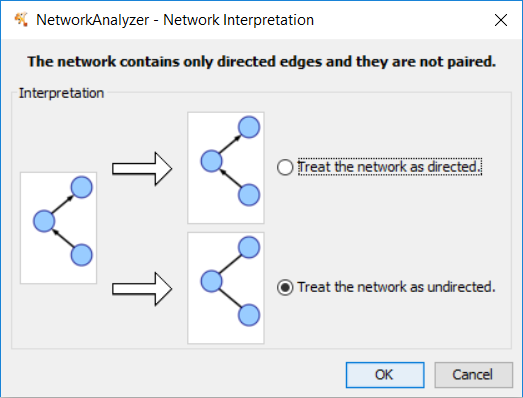 NetworkAnalyzer - Network Interpretation
The network contains only directed edges and they are not paired.
Interpretation
Treat the network as directed.
Treat the network as undirected.
OK
Cancel